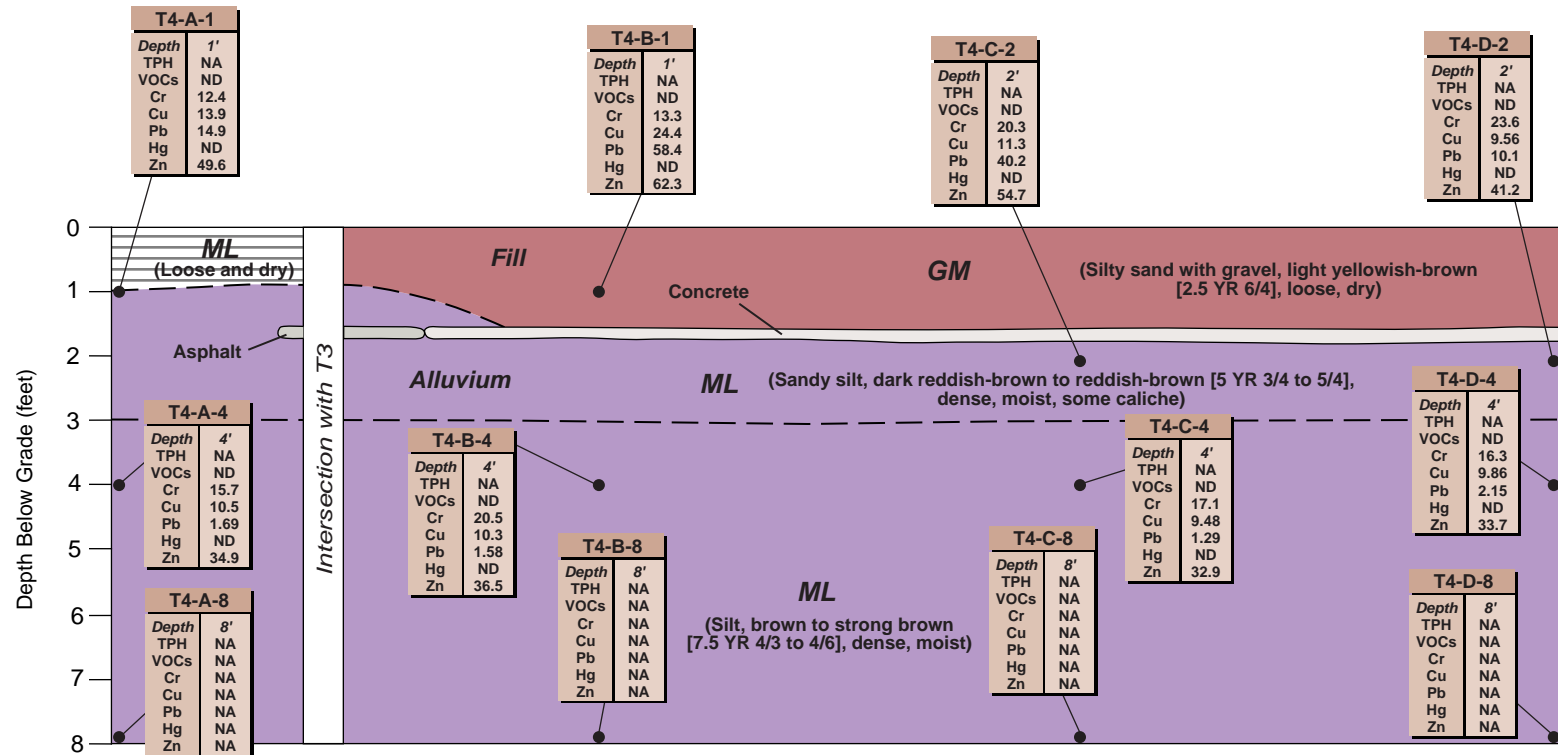 T4-A-1
Depth 1'
TPH NA
VOCs ND
Cr 12.4
Cu 13.9
Pb 14.9
Hg ND
Zn 49.6
T4-B-1
Depth 1'
TPH NA
VOCs ND
Cr 13.3
Cu 24.4
Pb 58.4
Hg ND
Zn 62.3
T4-C-2
Depth 2'
TPH NA
VOCs ND
Cr 20.3
Cu 11.3
Pb 40.2
Hg ND
Zn 54.7
T4-D-2
Depth 2'
TPH NA
VOCs ND
Cr 23.6
Cu 9.56
Pb 10.1
Hg ND
Zn 41.2
Depth Below Grade (feet)
0
1
2
3
4
5
6
7
8
ML
(Loose and dry)
Intersection with T3
Fill
GM
(Silty sand with gravel, light yellowish-brown
[2.5 YR 6/4], loose, dry)
Concrete
Asphalt
Alluvium
ML
(Sandy silt, dark reddish-brown to reddish-brown [5 YR 3/4 to 5/4],
dense, moist, some caliche)
T4-A-4
Depth 4'
TPH NA
VOCs ND
Cr 15.7
Cu 10.5
Pb 1.69
Hg ND
Zn 34.9
T4-B-4
Depth 4'
TPH NA
VOCs ND
Cr 20.5
Cu 10.3
Pb 1.58
Hg ND
Zn 36.5
T4-C-4
Depth 4'
TPH NA
VOCs ND
Cr 17.1
Cu 9.48
Pb 1.29
Hg ND
Zn 32.9
T4-D-4
Depth 4'
TPH NA
VOCs ND
Cr 16.3
Cu 9.86
Pb 2.15
Hg ND
Zn 33.7
T4-A-8
Depth 8'
TPH NA
VOCs NA
Cr NA
Cu NA
Pb NA
Hg NA
Zn NA
T4-B-8
Depth 8'
TPH NA
VOCs NA
Cr NA
Cu NA
Pb NA
Hg NA
Zn NA
ML
(Silt, brown to strong brown
[7.5 YR 4/3 to 4/6], dense, moist)
T4-C-8
Depth 8'
TPH NA
VOCs NA
Cr NA
Cu NA
Pb NA
Hg NA
Zn NA
T4-D-8
Depth 8'
TPH NA
VOCs NA
Cr NA
Cu NA
Pb NA
Hg NA
Zn NA